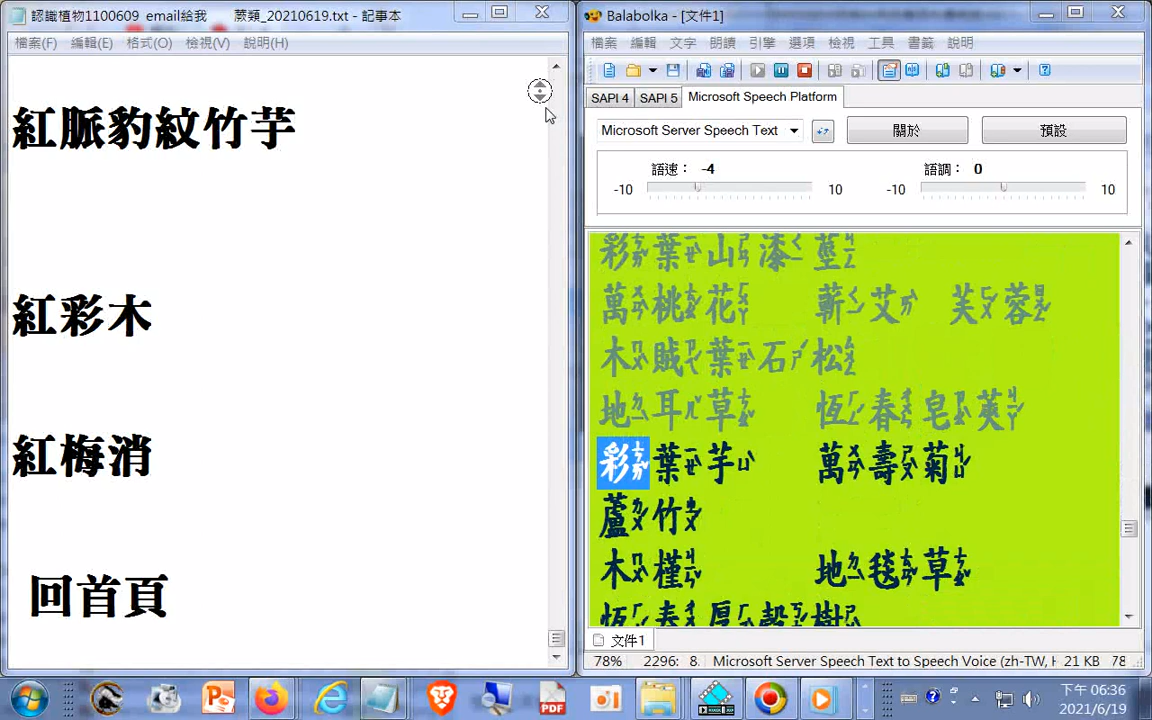 認識植物1100609 email給我 蕨類_20210619.txt - 記事本
檔案(F) 編輯(E) 格式(O) 檢視(V) 說明(H)
紅脈豹紋竹芋
紅彩木
紅梅消
回首頁
Balabolka - [文件1]
檔案 編輯 文字 朗讀 引擎 選項 檢視 工具 書籤 說明
SAPI 4 SAPI 5 Microsoft Speech Platform
Microsoft Server Speech Text 關於 預設
語速： -4 語調： 0
-10 10 -10 10
彩葉山漆莖
萬桃花 蘄艾 芙蓉
木賊葉石松
地耳草 恆春皂莢
彩葉芋 萬壽菊
蘆竹
木槿 地毯草
恆春厚殼樹
文件1
78% 2296: 8. Microsoft Server Speech Text to Speech Voice (zh-TW, H 21 KB 78
下午 06:36
2021/6/19